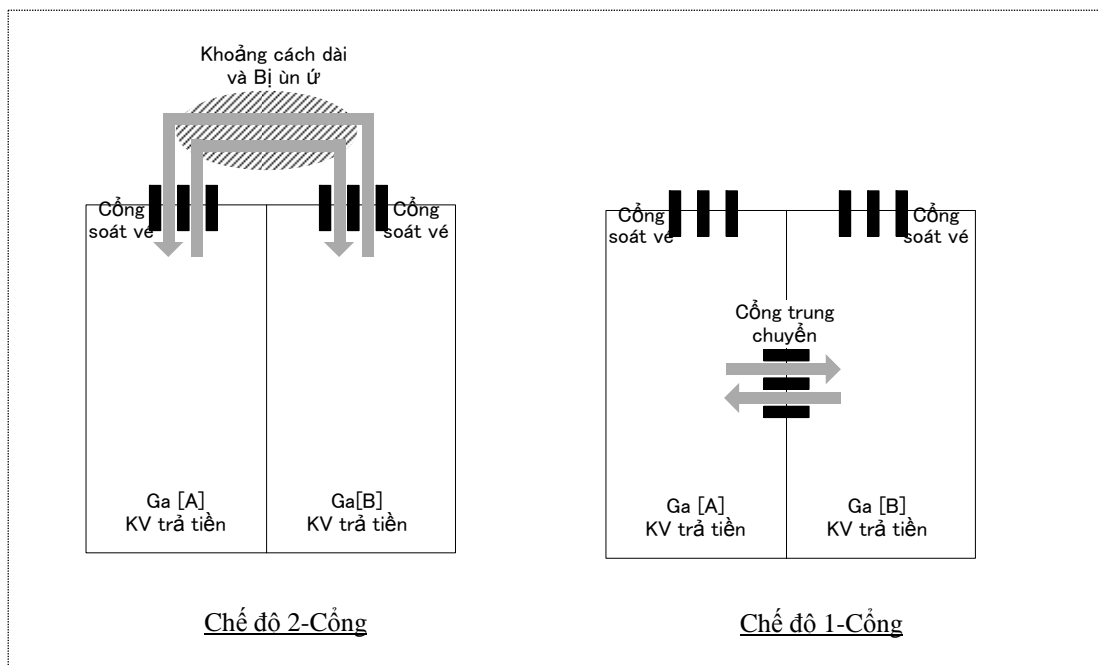 Khoảng cách dài
và Bị ùn ứ
Cổng
soát vé
Cổng
soát vé
Ga [A]
KV trả tiền
Ga[B]
KV trả tiền
Chế độ 2-Cổng
Cổng
soát vé
Cổng
soát vé
Cổng trung
chuyển
Ga [A]
KV trả tiền
Ga [B]
KV trả tiền
Chế độ 1-Cổng